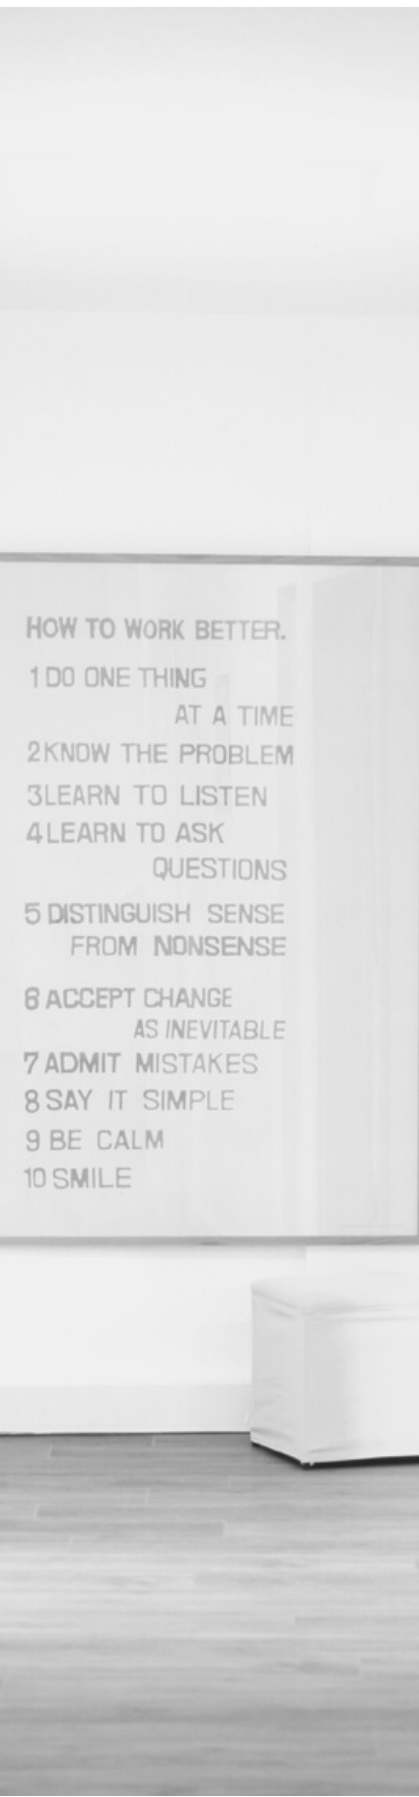 HOW TO WORK BETTER.
1 DO ONE THING
AT A TIME
2 KNOW THE PROBLEM
3 LEARN TO LISTEN
4 LEARN TO ASK
QUESTIONS
5 DISTINGUISH SENSE
FROM NONSENSE
6 ACCEPT CHANGE
AS INEVITABLE
7 ADMIT MISTAKES
8 SAY IT SIMPLE
9 BE CALM
10 SMILE